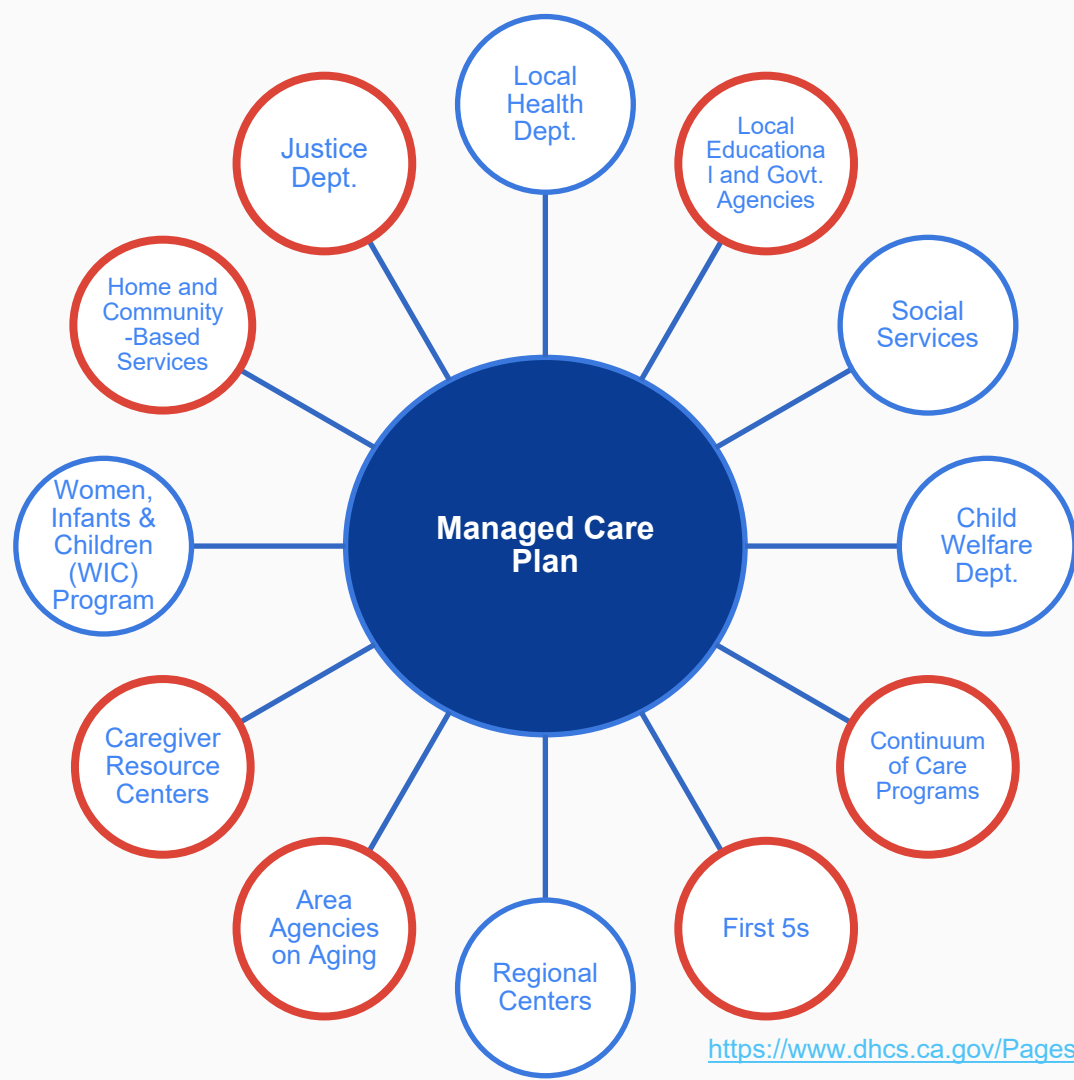 Local
Health
Dept.
Local
Educationa
l and Govt.
Agencies
Social
Services
Child
Welfare
Dept.
Continuum
of Care
Programs
First 5s
Regional
Centers
Area
Agencies
on Aging
Caregiver
Resource
Centers
Women,
Infants &
Children
(WIC)
Program
Home and
Community
-Based
Services
Justice
Dept.
Managed Care
Plan
https://www.dhcs.ca.gov/Pages